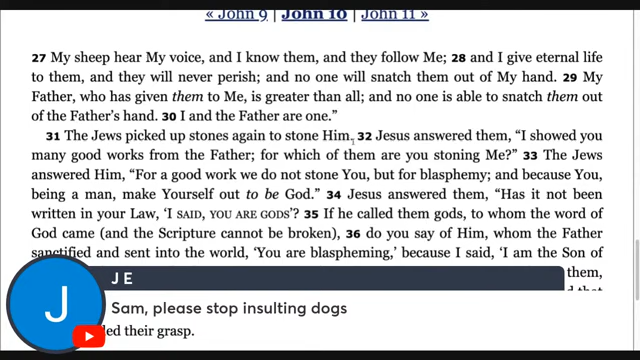 « John 9 | John 10 | John 11 »
27 My sheep hear My voice, and I know them, and they follow Me; 28 and I give eternal life
to them, and they will never perish; and no one will snatch them out of My hand. 29 My
Father, who has given them to Me, is greater than all; and no one is able to snatch them out
of the Father's hand. 30 I and the Father are one.”
31 The Jews picked up stones again to stone Him. 32 Jesus answered them, “I showed you
many good works from the Father; for which of them are you stoning Me?” 33 The Jews
answered Him, “For a good work we do not stone You, but for blasphemy; and because You,
being a man, make Yourself out to be God.” 34 Jesus answered them, “Has it not been
written in your Law, ‘I SAID, YOU ARE GODS’? 35 If he called them gods, to whom the word of
God came (and the Scripture cannot be broken), 36 do you say of Him, whom the Father
sanctified and sent into the world, ‘You are blaspheming,’ because I said, ‘I am the Son of
them,
J E
J
Sam, please stop insulting dogs
their grasp.